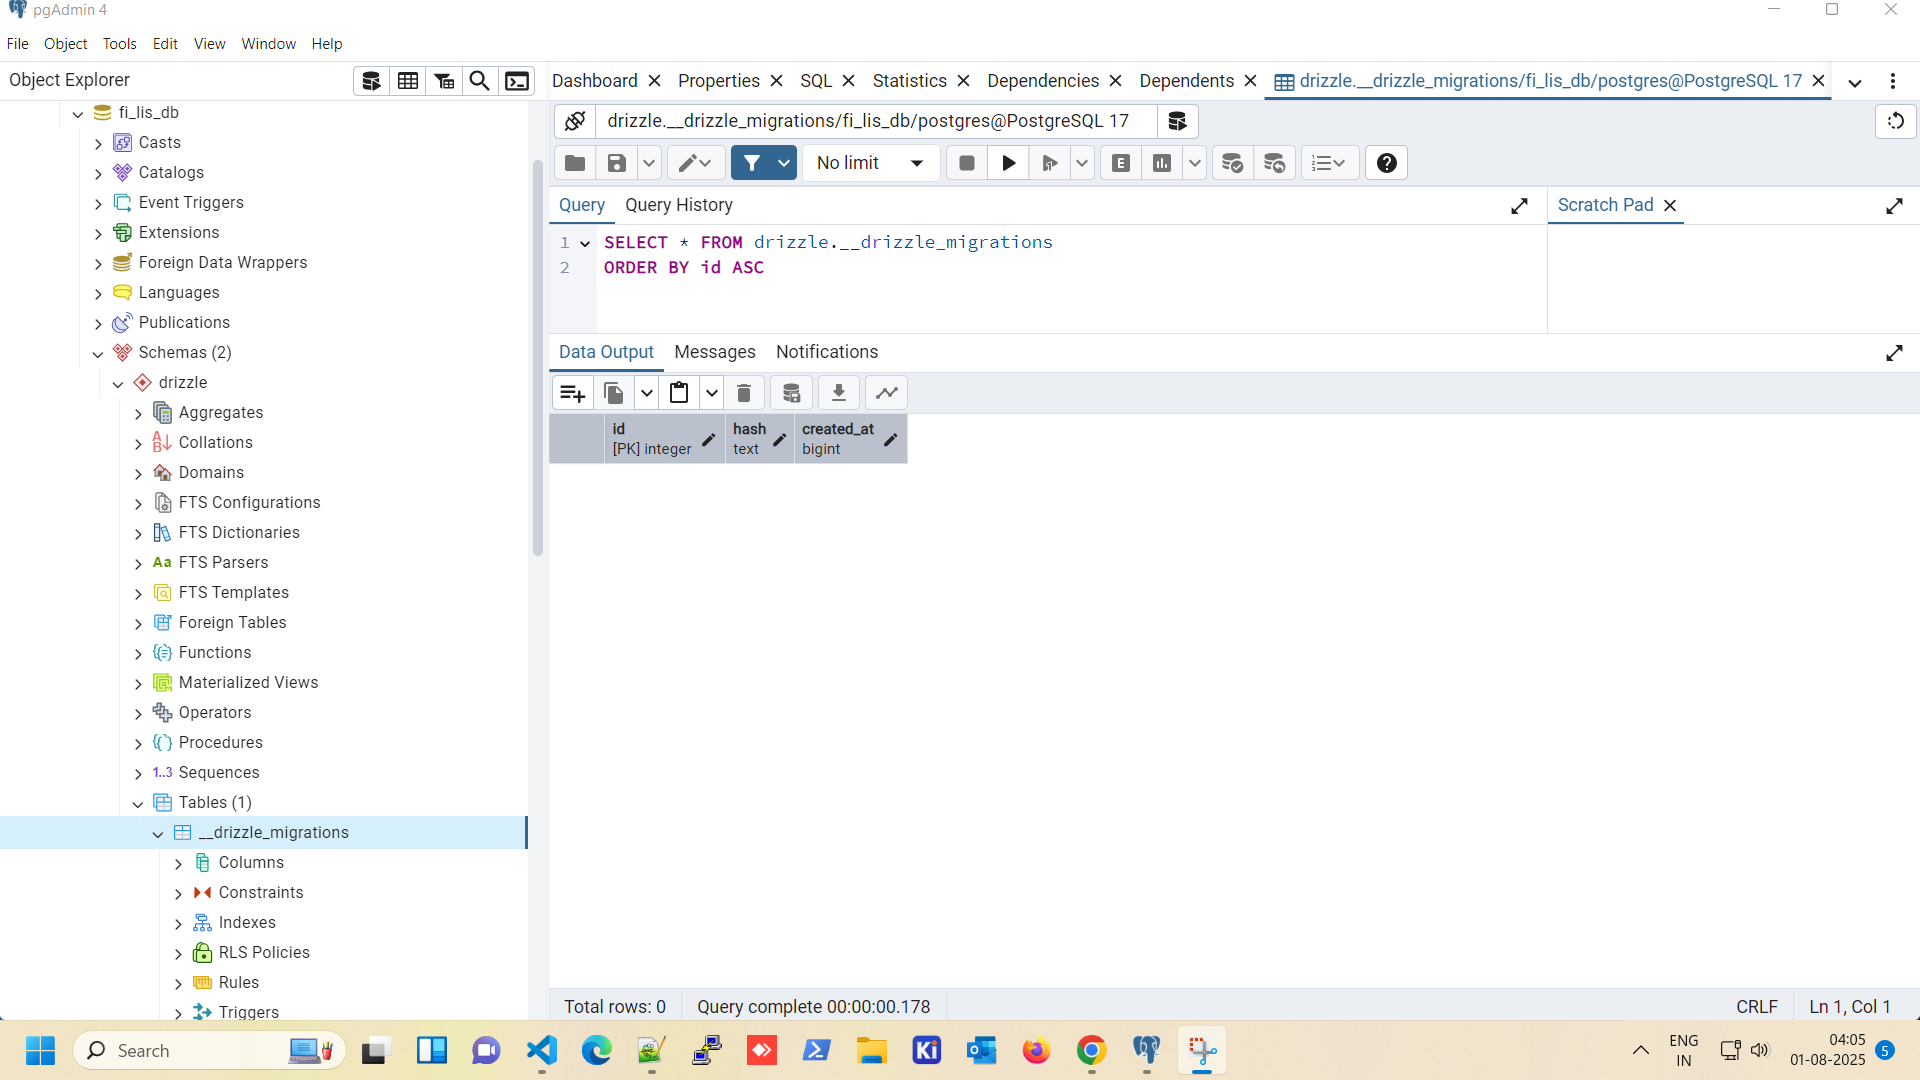 pgAdmin 4
File Object Tools Edit View Window Help
Object Explorer
Dashboard Properties SQL Statistics Dependencies Dependents drizzle.__drizzle_migrations/fi_lis_db/postgres@PostgreSQL 17
fi_lis_db
Casts
Catalogs
Event Triggers
Extensions
Foreign Data Wrappers
Languages
Publications
Schemas (2)
drizzle
Aggregates
Collations
Domains
FTS Configurations
FTS Dictionaries
Aa FTS Parsers
FTS Templates
Foreign Tables
Functions
Materialized Views
Operators
Procedures
1..3 Sequences
Tables (1)
__drizzle_migrations
Columns
Constraints
Indexes
RLS Policies
Rules
Triggers
drizzle.__drizzle_migrations/fi_lis_db/postgres@PostgreSQL 17
No limit
E
Query Query History
Scratch Pad
1 SELECT * FROM drizzle.__drizzle_migrations
2 ORDER BY id ASC
Data Output Messages Notifications
id hash created_at
[PK] integer text bigint
Total rows: 0 Query complete 00:00:00.178 CRLF Ln 1, Col 1
Search
Ki
ENG
IN
04:05
01-08-2025
5